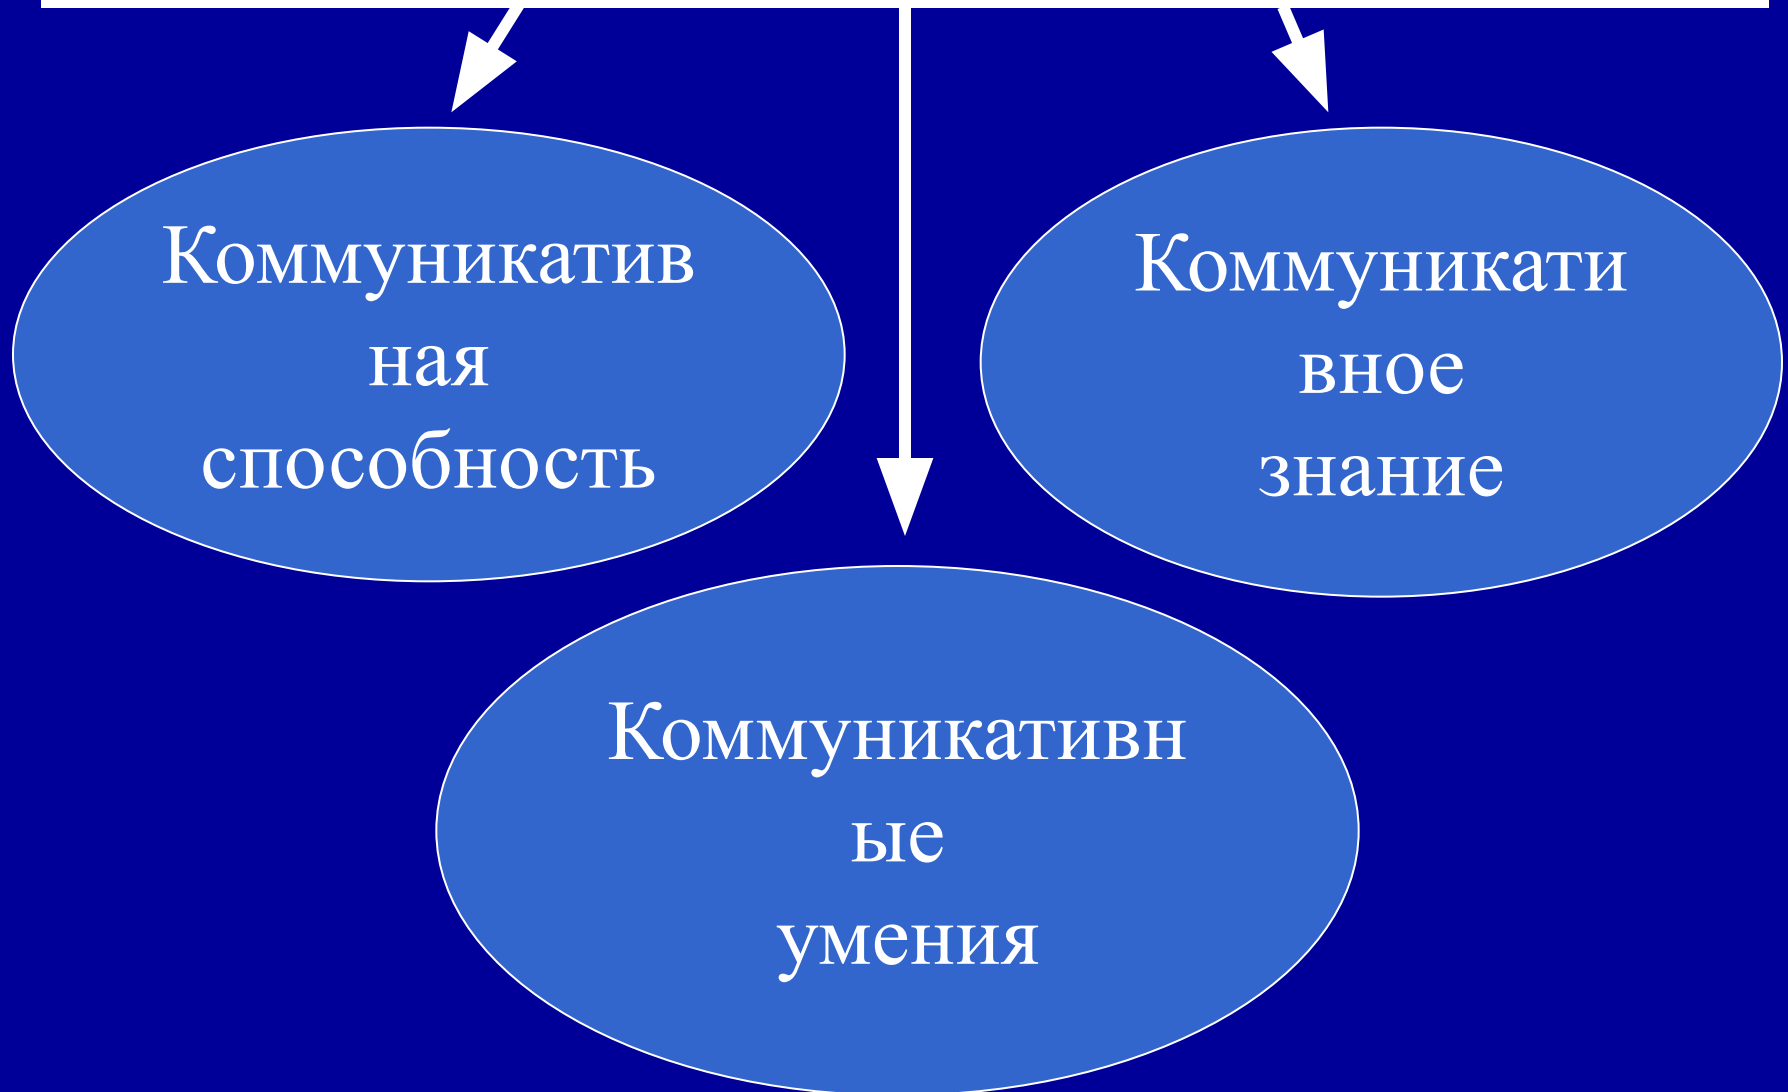 Коммуникатив
ная
способность
Коммуникати
вное
знание
Коммуникативн
ые
умения